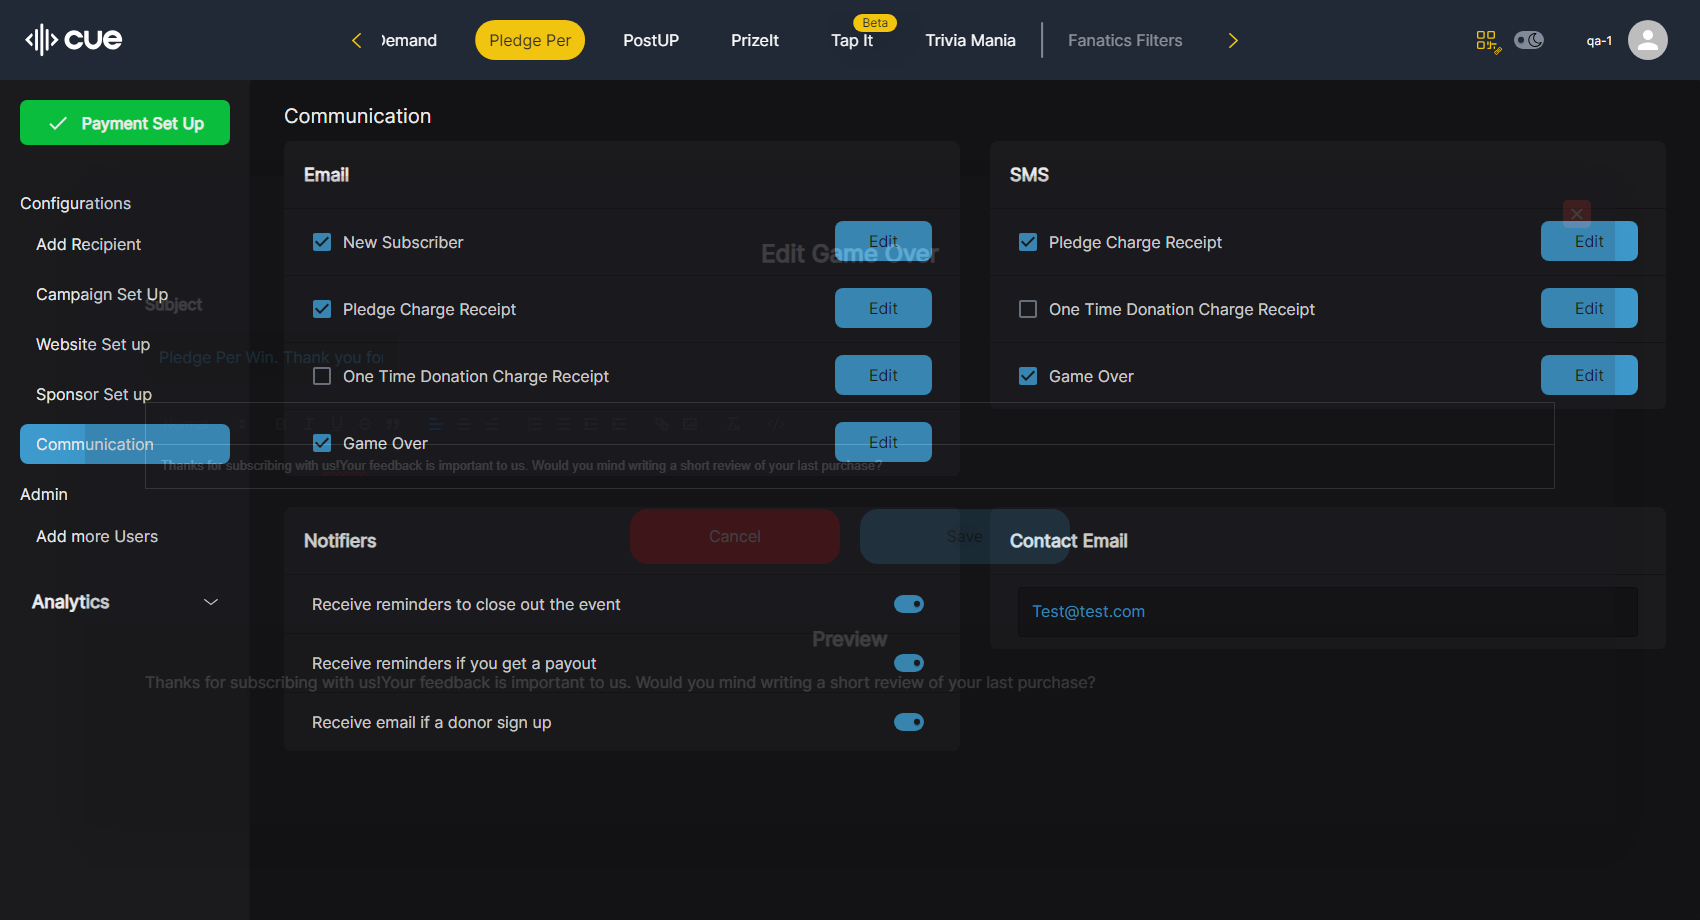 cue
Demand
Pledge Per
PostUP
PrizeIt
Beta
Tap It
Trivia Mania
Fanatics Filters
qa-1
Payment Set Up
Configurations
Add Recipient
Campaign Set Up
Website Set up
Sponsor Set up
Communication
Admin
Add more Users
Analytics
Communication
Email
New Subscriber
Edit
Pledge Charge Receipt
Edit
One Time Donation Charge Receipt
Edit
Game Over
Edit
SMS
Pledge Charge Receipt
Edit
One Time Donation Charge Receipt
Edit
Game Over
Edit
Notifiers
Receive reminders to close out the event
Receive reminders if you get a payout
Receive email if a donor sign up
Contact Email
Test@test.com
Edit Game Over
Subject
Pledge Per Win. Thank you for
Thanks for subscribing with us!Your feedback is important to us. Would you mind writing a short review of your last purchase?
Cancel
Save
Preview
Thanks for subscribing with us!Your feedback is important to us. Would you mind writing a short review of your last purchase?